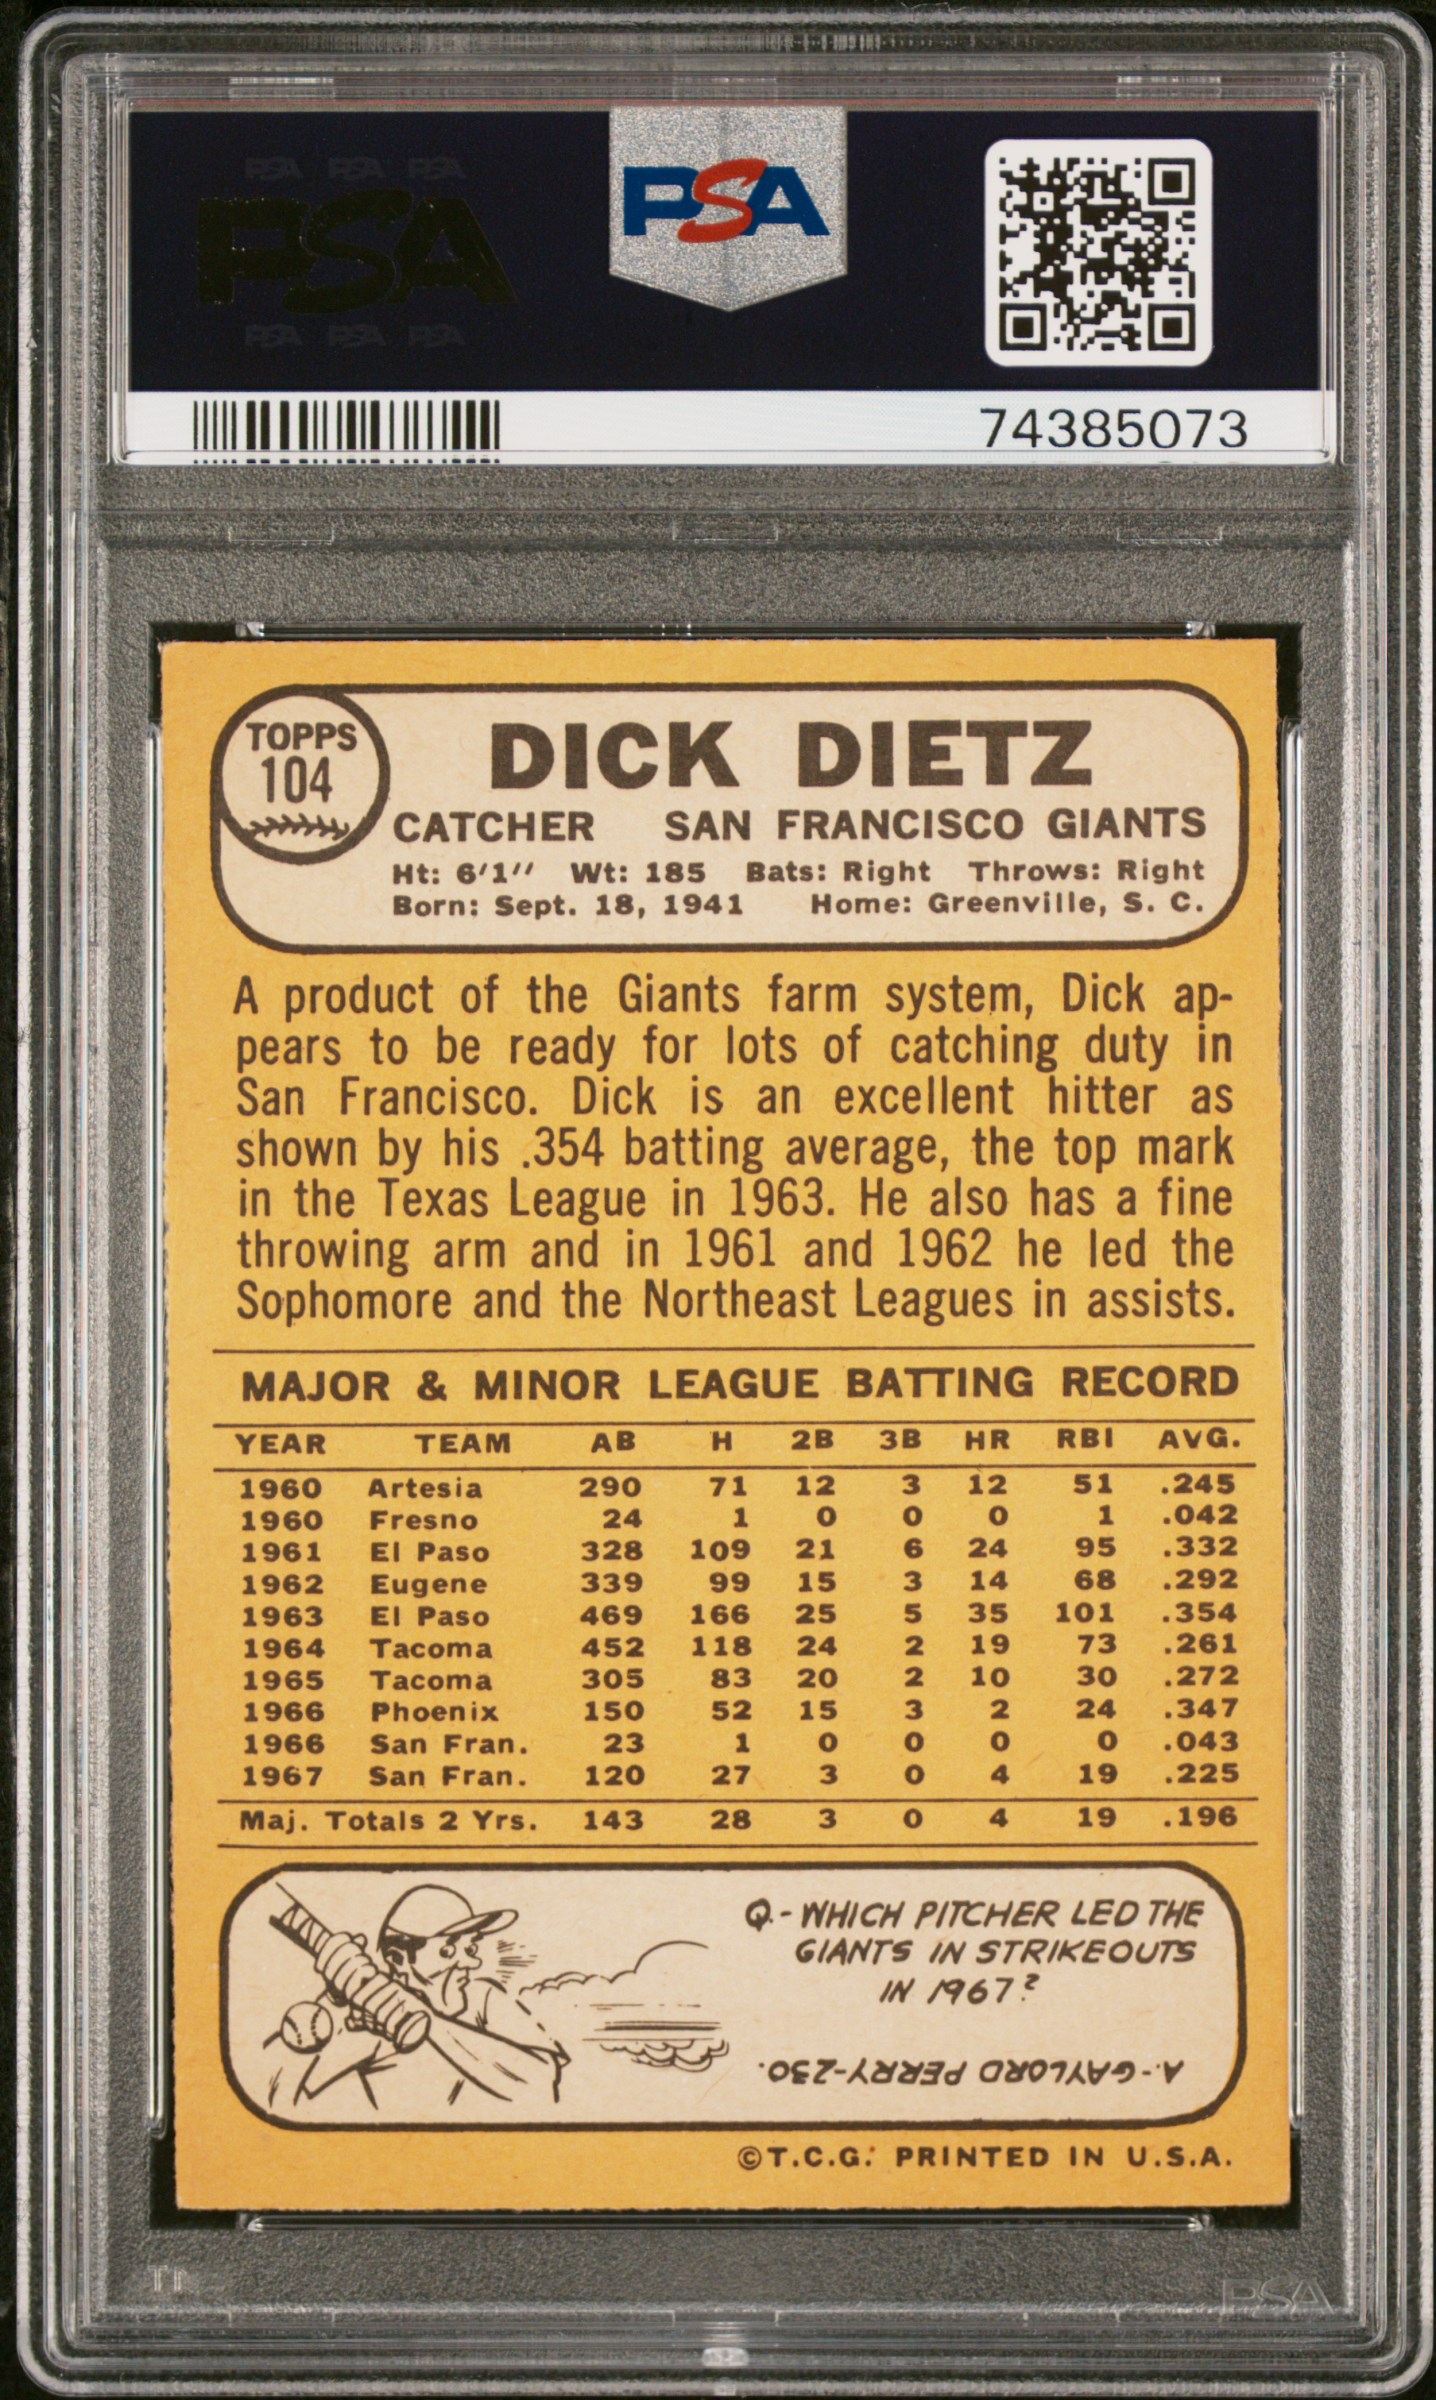 PSA PSA PSA
PSA
PSA PSA PSA
PSA
74385073
TOPPS
104
DICK DIETZ
CATCHER SAN FRANCISCO GIANTS
Ht: 6'1" Wt: 185 Bats: Right Throws: Right
Born: Sept. 18, 1941 Home: Greenville, S. C.
A product of the Giants farm system, Dick ap-
pears to be ready for lots of catching duty in
San Francisco. Dick is an excellent hitter as
shown by his .354 batting average, the top mark
in the Texas League in 1963. He also has a fine
throwing arm and in 1961 and 1962 he led the
Sophomore and the Northeast Leagues in assists.
MAJOR & MINOR LEAGUE BATTING RECORD
YEAR TEAM AB H 2B 3B HR RBI AVG.
1960 Artesia 290 71 12 3 12 51 .245
1960 Fresno 24 1 0 0 0 1 .042
1961 El Paso 328 109 21 6 24 95 .332
1962 Eugene 339 99 15 3 14 68 .292
1963 El Paso 469 166 25 5 35 101 .354
1964 Tacoma 452 118 24 2 19 73 .261
1965 Tacoma 305 83 20 2 10 30 .272
1966 Phoenix 150 52 15 3 2 24 .347
1966 San Fran. 23 1 0 0 0 0 .043
1967 San Fran. 120 27 3 0 4 19 .225
Maj. Totals 2 Yrs. 143 28 3 0 4 19 .196
Q.- WHICH PITCHER LED THE
GIANTS IN STRIKEOUTS
IN 1967?
A.- GAYLORD PERRY-230.
©T.C.G. PRINTED IN U.S.A.
PSA